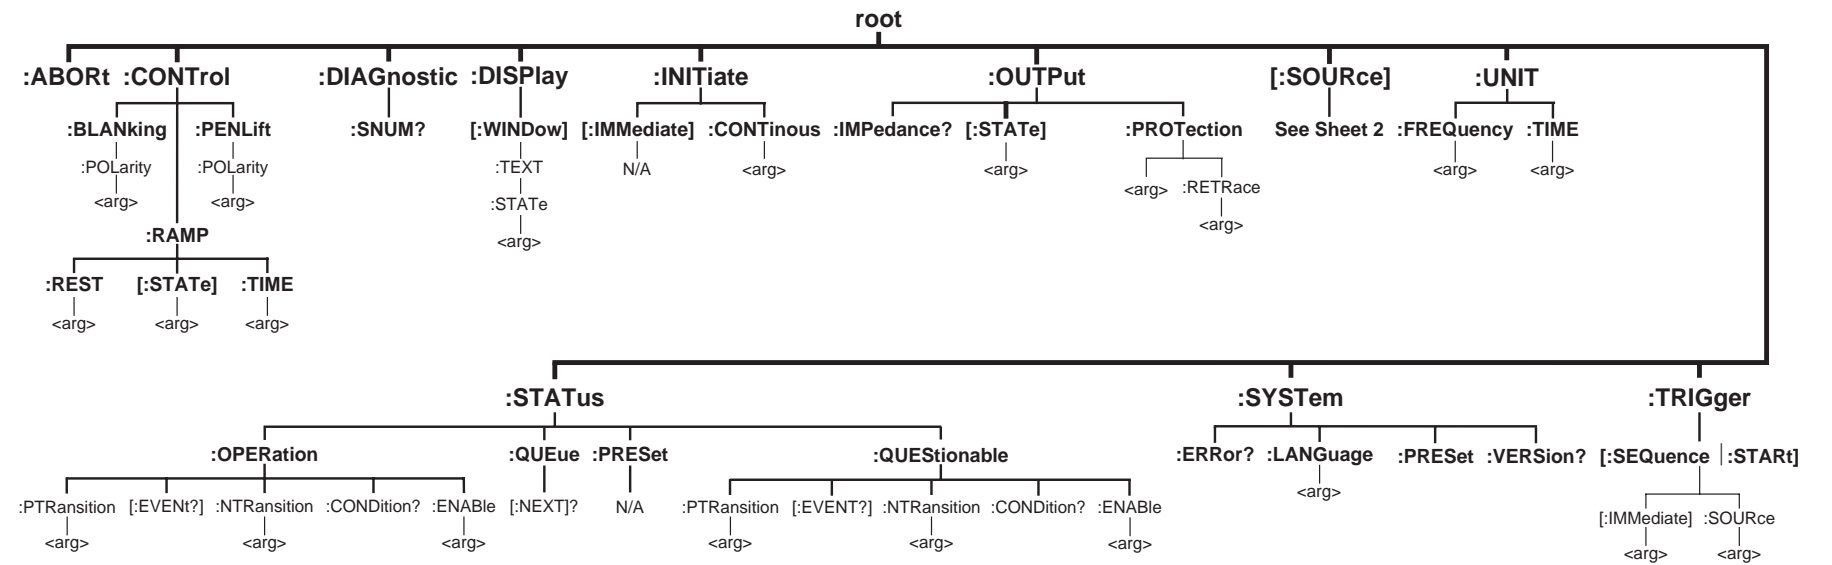 root
:ABORt :CONTrol :DIAGnostic :DISPlay :INITiate :OUTPut [:SOURce] :UNIT
:BLANking :PENLift :SNUM? [:WINDow] [:IMMediate] :CONTinous :IMPedance? [:STATe] :PROTection See Sheet 2 :FREQuency :TIME
:POLarity :POLarity :TEXT N/A <arg> <arg> <arg> <arg>
<arg> :RETRace
<arg> <arg> :STATe
<arg>
:RAMP <arg>
:REST [:STATe] :TIME
<arg> <arg> <arg>
:STATus :SYSTem :TRIGger
:OPERation :QUEue :PRESet :QUEStionable :ERRor? :LANGuage :PRESet :VERSion? [:SEQuence | :STARt]
<arg>
:PTRansition [:EVENt?] :NTRansition :CONDition? :ENABle [:NEXT]? N/A :PTRansition [:EVENT?] :NTRansition :CONDition? :ENABle [:IMMediate] :SOURce
<arg> <arg> <arg> <arg> <arg> <arg> <arg> <arg>